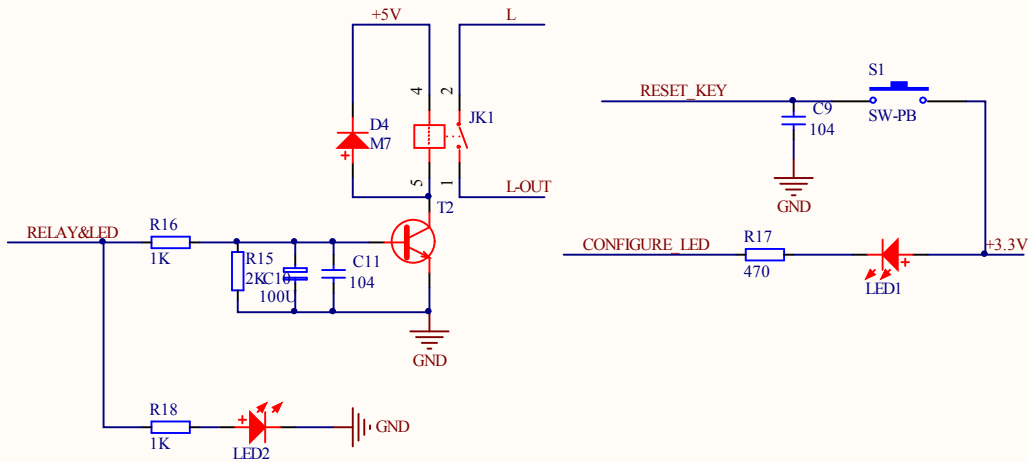 +5V
L
S1
RESET_KEY
4
2
C9
SW-PB
104
D4
M7
JK1
5
1
L-OUT
GND
T2
RELAY&LED
R16
1K
R15
2K
C10
100U
C11
104
CONFIGURE_LED
R17
470
+3.3V
LED1
GND
R18
1K
LED2
GND